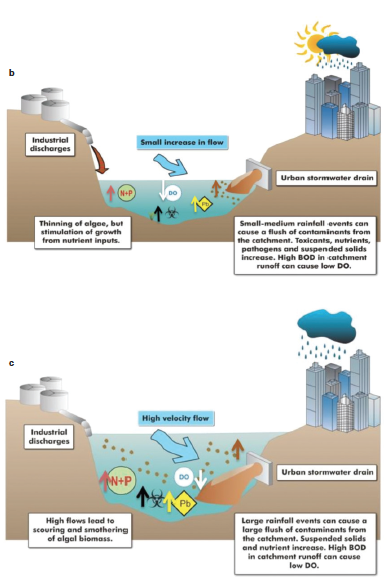 b
Industrial
discharges
Small increase in flow
N+P
DO
Pb
Urban stormwater drain
Thinning of algae, but
stimulation of growth
from nutrient inputs.
Small-medium rainfall events can
cause a flush of contaminants from
the catchment. Toxicants, nutrients,
pathogens and suspended solids
increase. High BOD in catchment
runoff can cause low DO.
c
Industrial
discharges
High velocity flow
N+P
DO
Pb
Urban stormwater drain
High flows lead to
scouring and smothering
of algal biomass.
Large rainfall events can cause a
large flush of contaminants from
the catchment. Suspended solids
and nutrient increase. High BOD
in catchment runoff can cause
low DO.